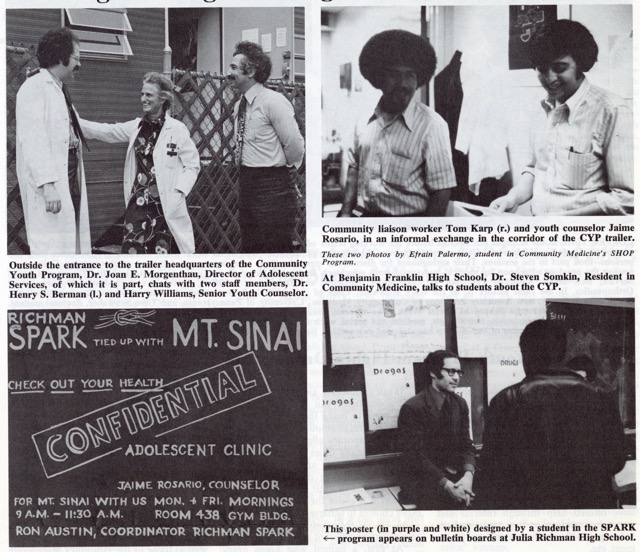 Outside the entrance to the trailer headquarters of the Community
Youth Program, Dr. Joan E. Morgenthau, Director of Adolescent
Services, of which it is part, chats with two staff members, Dr.
Henry S. Berman (l.) and Harry Williams, Senior Youth Counselor.
Community liaison worker Tom Karp (r.) and youth counselor Jaime
Rosario, in an informal exchange in the corridor of the CYP trailer.
These two photos by Efrain Palermo, student in Community Medicine's SHOP
Program.
At Benjamin Franklin High School, Dr. Steven Somkin, Resident in
Community Medicine, talks to students about the CYP.
RICHMAN
SPARK TIED UP WITH MT. SINAI
CHECK OUT YOUR HEALTH
CONFIDENTIAL
ADOLESCENT CLINIC
JAIME ROSARIO, COUNSELOR
FOR MT. SINAI WITH US MON. + FRI. MORNINGS
9 A.M. - 11:30 A.M. ROOM 438 GYM BLDG.
RON AUSTIN, COORDINATOR RICHMAN SPARK
Drogas
DRUGS
This poster (in purple and white) designed by a student in the SPARK
← program appears on bulletin boards at Julia Richman High School.